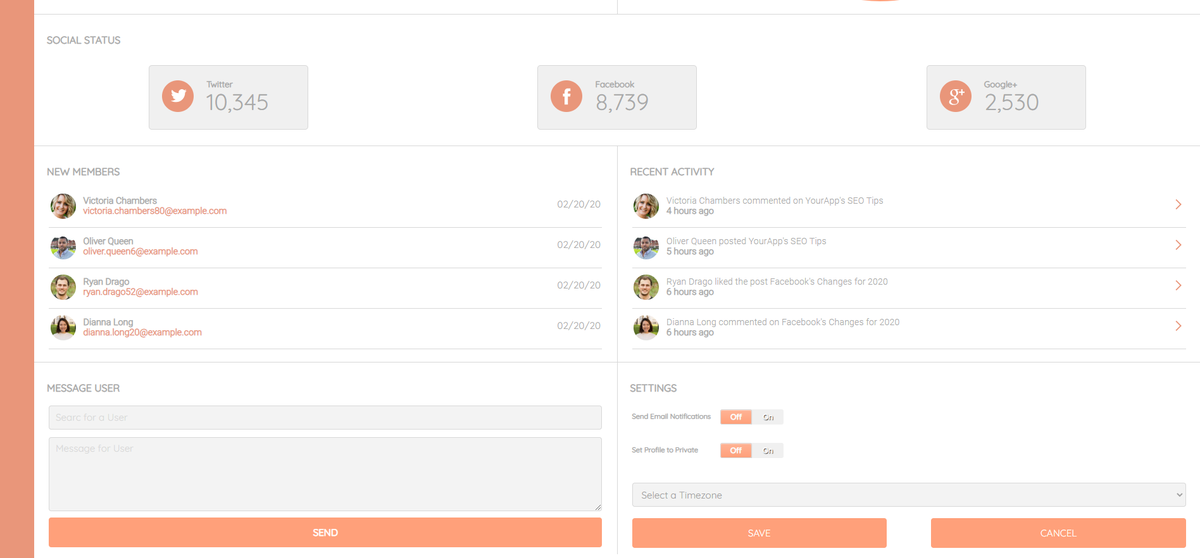 SOCIAL STATUS
Twitter
10,345
Facebook
8,739
Google+
2,530
NEW MEMBERS
Victoria Chambers
victoria.chambers80@example.com
02/20/20
Oliver Queen
oliver.queen6@example.com
02/20/20
Ryan Drago
ryan.drago52@example.com
02/20/20
Dianna Long
dianna.long20@example.com
02/20/20
RECENT ACTIVITY
Victoria Chambers commented on YourApp's SEO Tips
4 hours ago
Oliver Queen posted YourApp's SEO Tips
5 hours ago
Ryan Drago liked the post Facebook's Changes for 2020
6 hours ago
Dianna Long commented on Facebook's Changes for 2020
6 hours ago
MESSAGE USER
Searc for a User
Message for User
SEND
SETTINGS
Send Email Notifications
Off On
Set Profile to Private
Off On
Select a Timezone
SAVE
CANCEL